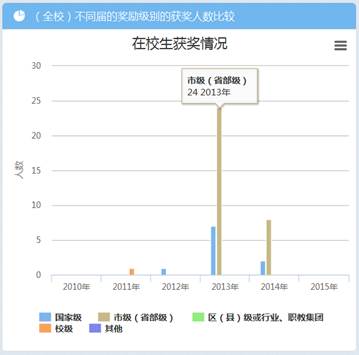 （全校）不同届的奖励级别的获奖人数比较
在校生获奖情况
30
25
20
15
10
5
0
人数
市级（省部级）
24 2013年
2010年 2011年 2012年 2013年 2014年 2015年
国家级 市级（省部级） 区（县）级或行业、职教集团
校级 其他